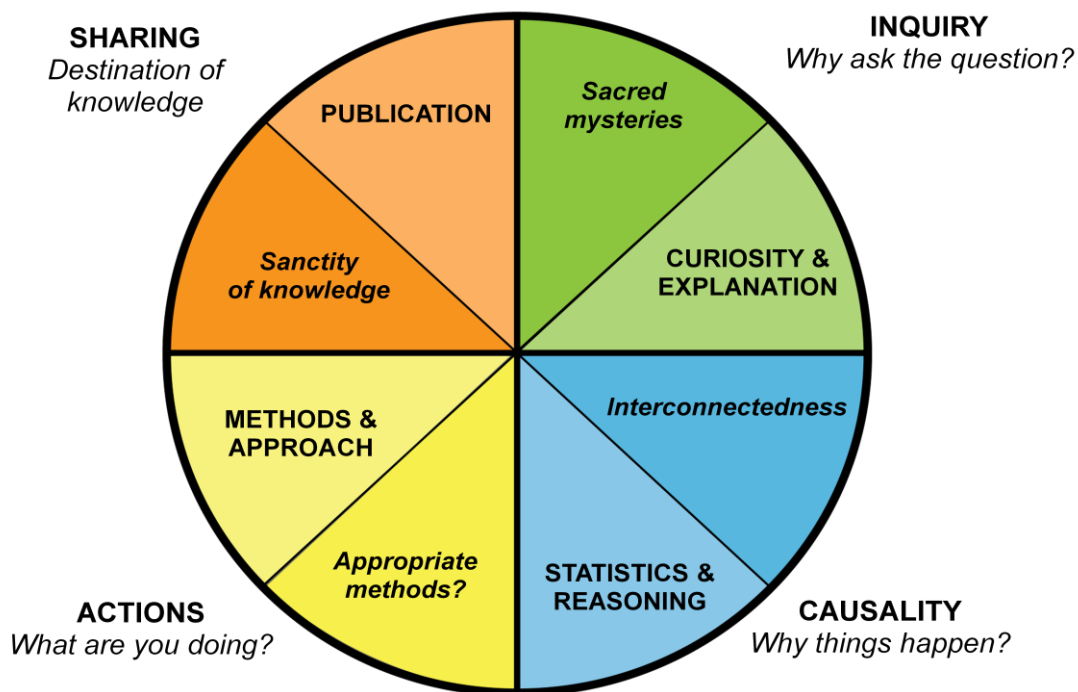 SHARING
Destination of
knowledge
INQUIRY
Why ask the question?
PUBLICATION
Sacred
mysteries
Sanctity
of knowledge
CURIOSITY &
EXPLANATION
METHODS &
APPROACH
Interconnectedness
Appropriate
methods?
STATISTICS &
REASONING
ACTIONS
What are you doing?
CAUSALITY
Why things happen?